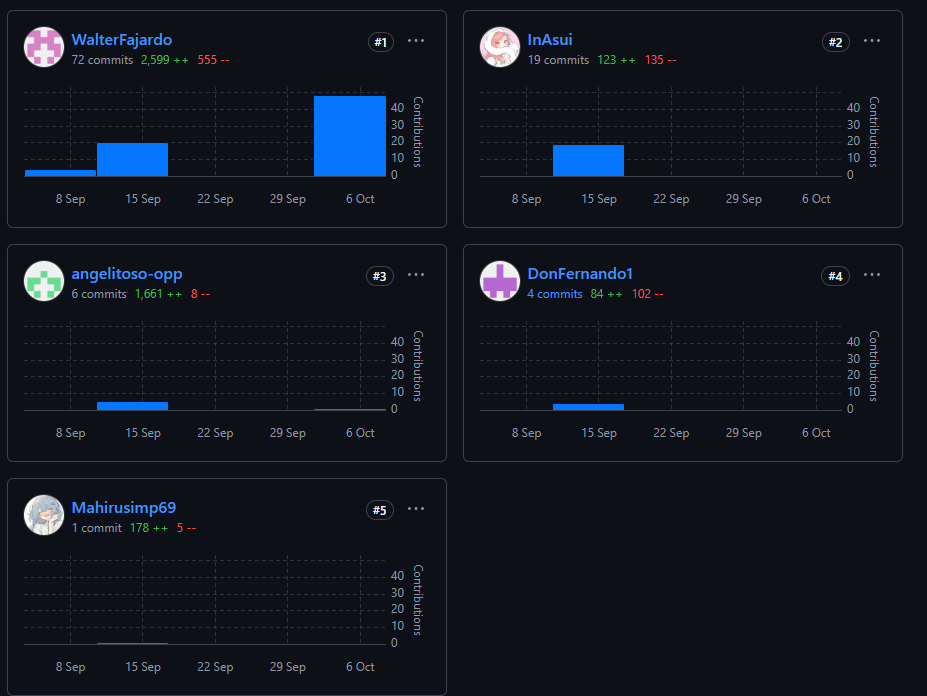 WalterFajardo #1 ...
72 commits 2,599 ++ 555 --
40
30
20
10
0
Contributions
8 Sep 15 Sep 22 Sep 29 Sep 6 Oct
InAsui #2 ...
19 commits 123 ++ 135 --
40
30
20
10
0
Contributions
8 Sep 15 Sep 22 Sep 29 Sep 6 Oct
angelitoso-opp #3 ...
6 commits 1,661 ++ 8 --
40
30
20
10
0
Contributions
8 Sep 15 Sep 22 Sep 29 Sep 6 Oct
DonFernando1 #4 ...
4 commits 84 ++ 102 --
40
30
20
10
0
Contributions
8 Sep 15 Sep 22 Sep 29 Sep 6 Oct
Mahirusimp69 #5 ...
1 commit 178 ++ 5 --
40
30
20
10
0
Contributions
8 Sep 15 Sep 22 Sep 29 Sep 6 Oct